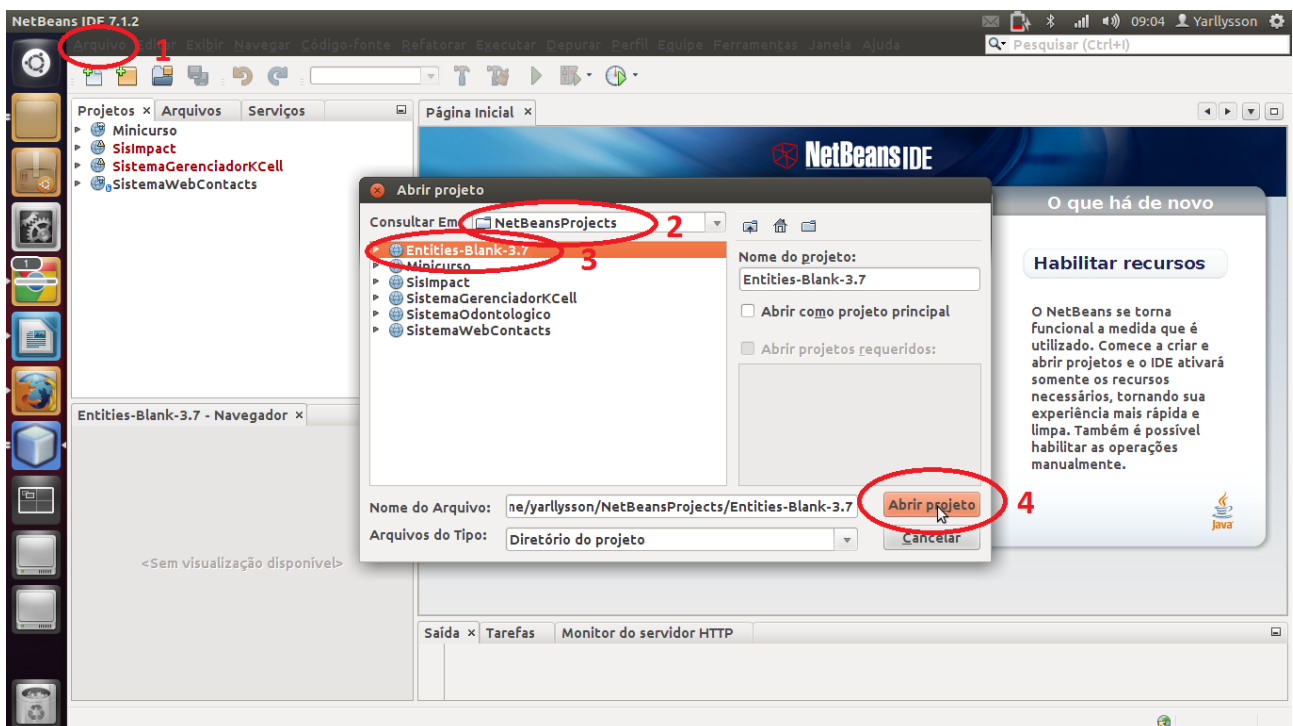 NetBeans IDE 7.1.2
09:04 Yarllysson
Arquivo Editar Exibir Navegar Código-fonte Refatorar Executar Depurar Perfil Equipe Ferramentas Janela Ajuda
1
Pesquisar (Ctrl+I)
Projetos × Arquivos Serviços
Minicurso
SisImpact
SistemaGerenciadorKCell
SistemaWebContacts
Página Inicial ×
NetBeans IDE
O que há de novo
Habilitar recursos
O NetBeans se torna
funcional a medida que é
utilizado. Comece a criar e
abrir projetos e o IDE ativará
somente os recursos
necessários, tornando sua
experiência mais rápida e
limpa. Também é possível
habilitar as operações
manualmente.
Java
Abrir projeto
Consultar Em:
NetBeansProjects
2
Entities-Blank-3.7
3
Minicurso
SisImpact
SistemaGerenciadorKCell
SistemaOdontologico
SistemaWebContacts
Nome do projeto:
Entities-Blank-3.7
Abrir como projeto principal
Abrir projetos requeridos:
Nome do Arquivo:
ne/yarllysson/NetBeansProjects/Entities-Blank-3.7
Abrir projeto
4
Arquivos do Tipo:
Diretório do projeto
Cancelar
Entities-Blank-3.7 - Navegador ×
<Sem visualização disponível>
Saída × Tarefas Monitor do servidor HTTP